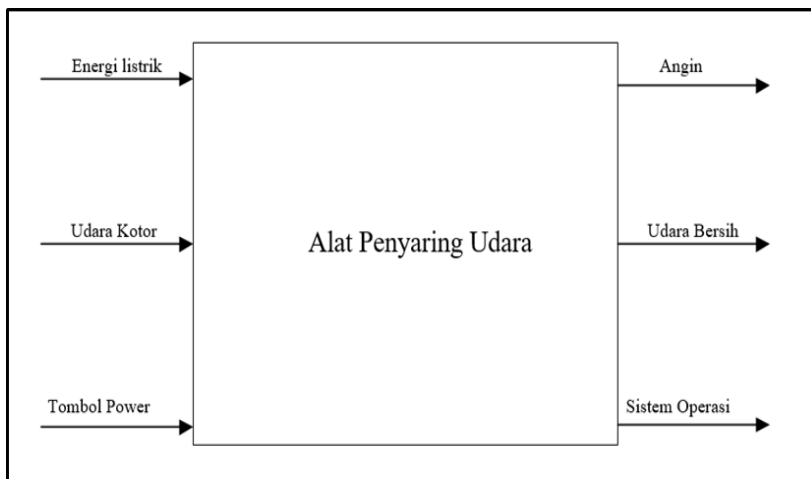 Energi listrik
Angin
Udara Kotor
Alat Penyaring Udara
Udara Bersih
Tombol Power
Sistem Operasi